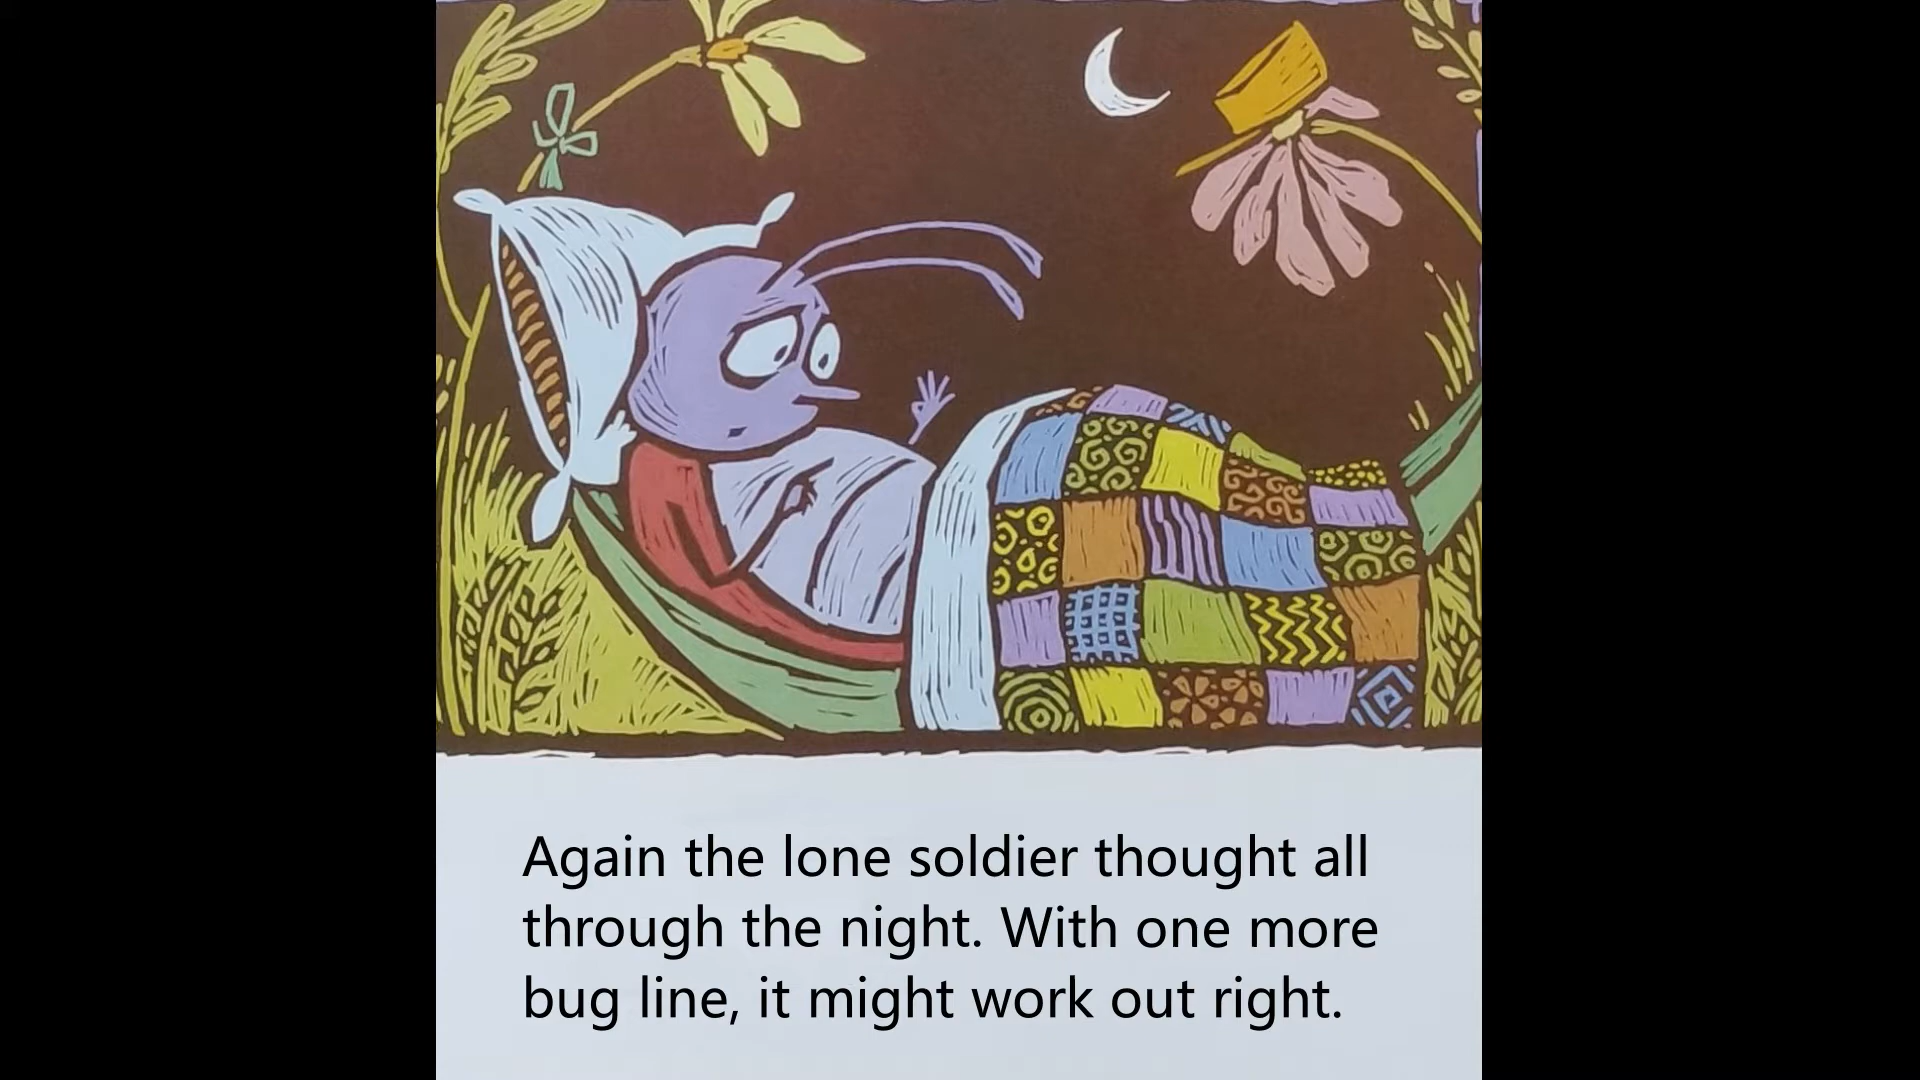 Again the lone soldier thought all
through the night. With one more
bug line, it might work out right.